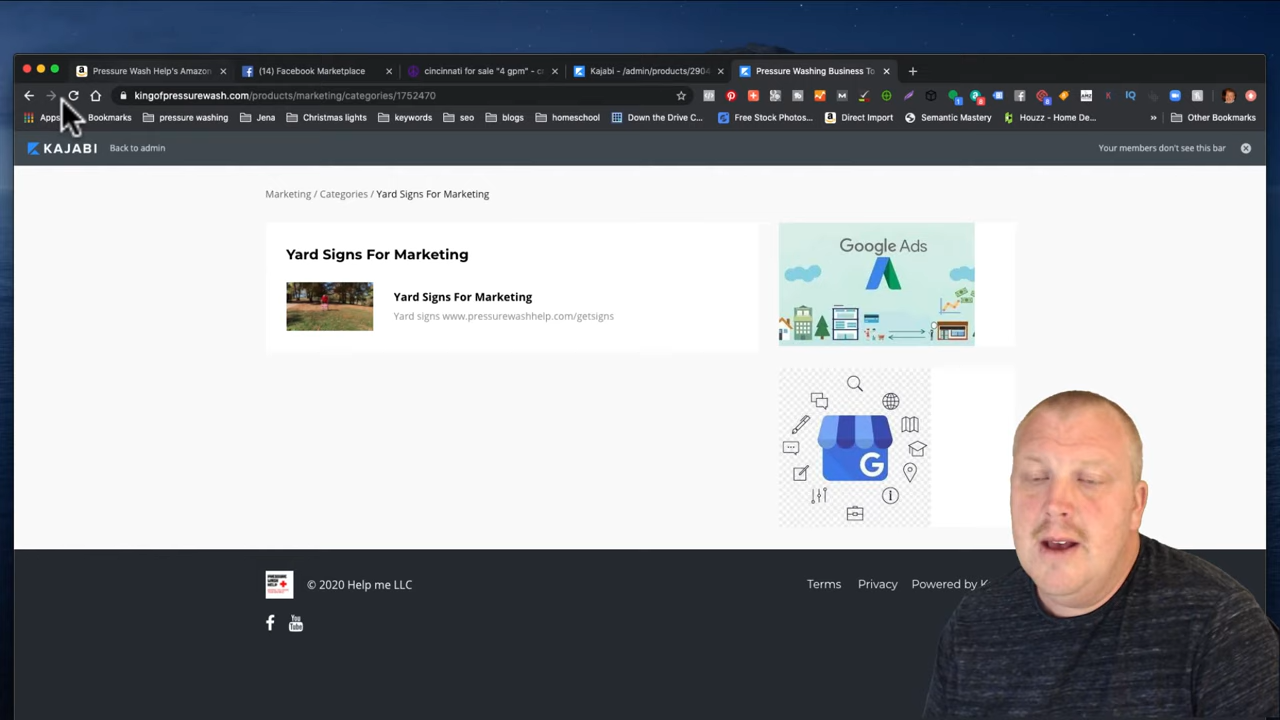 Pressure Wash Help's Amazon
(14) Facebook Marketplace
cincinnati for sale "4 gpm" - c
Kajabi - /admin/products/2904
Pressure Washing Business To
kingofpressurewash.com/products/marketing/categories/1752470
Apps
Bookmarks
pressure washing
Jena
Christmas lights
keywords
seo
blogs
homeschool
Down the Drive C...
Free Stock Photos...
Direct Import
Semantic Mastery
Houzz - Home De...
»
Other Bookmarks
KAJABI
Back to admin
Your members don't see this bar
Marketing / Categories / Yard Signs For Marketing
Yard Signs For Marketing
Yard Signs For Marketing
Yard signs www.pressurewashhelp.com/getsigns
Google Ads
G
© 2020 Help me LLC
Terms
Privacy
Powered by